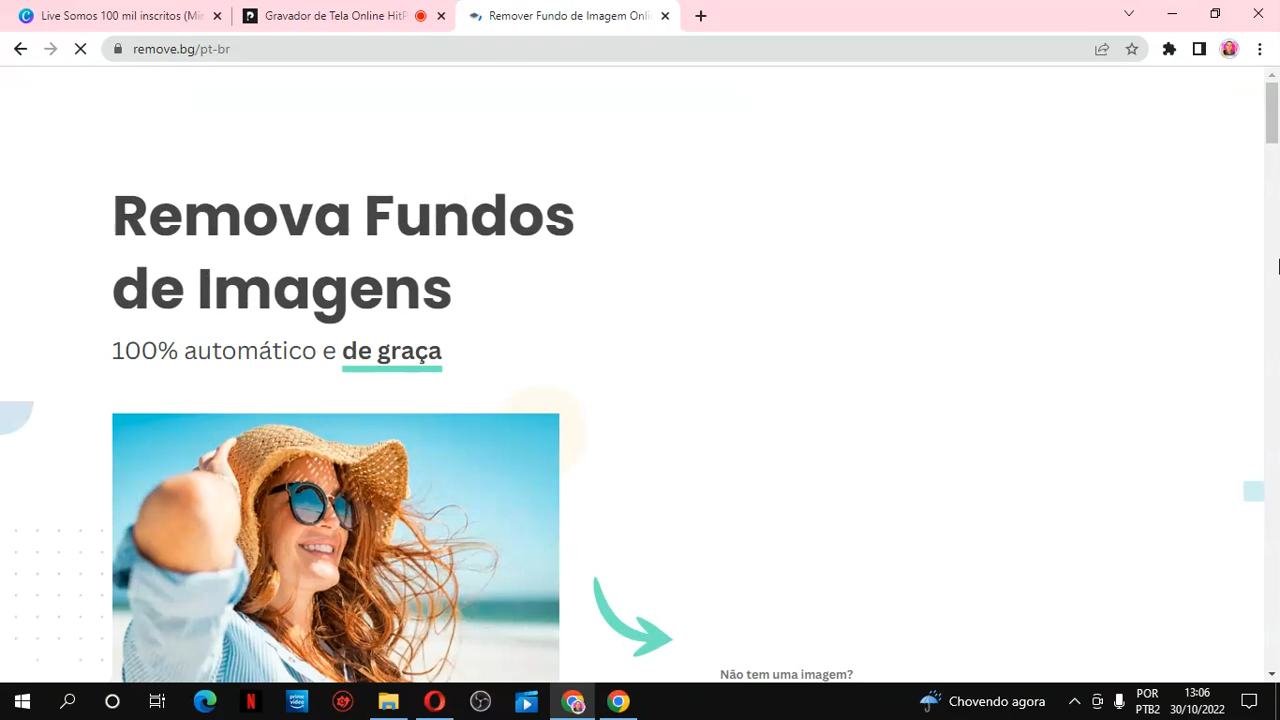 Live Somos 100 mil inscritos (Mi
Gravador de Tela Online HitP
Remover Fundo de Imagem Onli
remove.bg/pt-br
Remova Fundos
de Imagens
100% automático e de graça
Não tem uma imagem?
Chovendo agora
POR
PTB2
13:06
30/10/2022